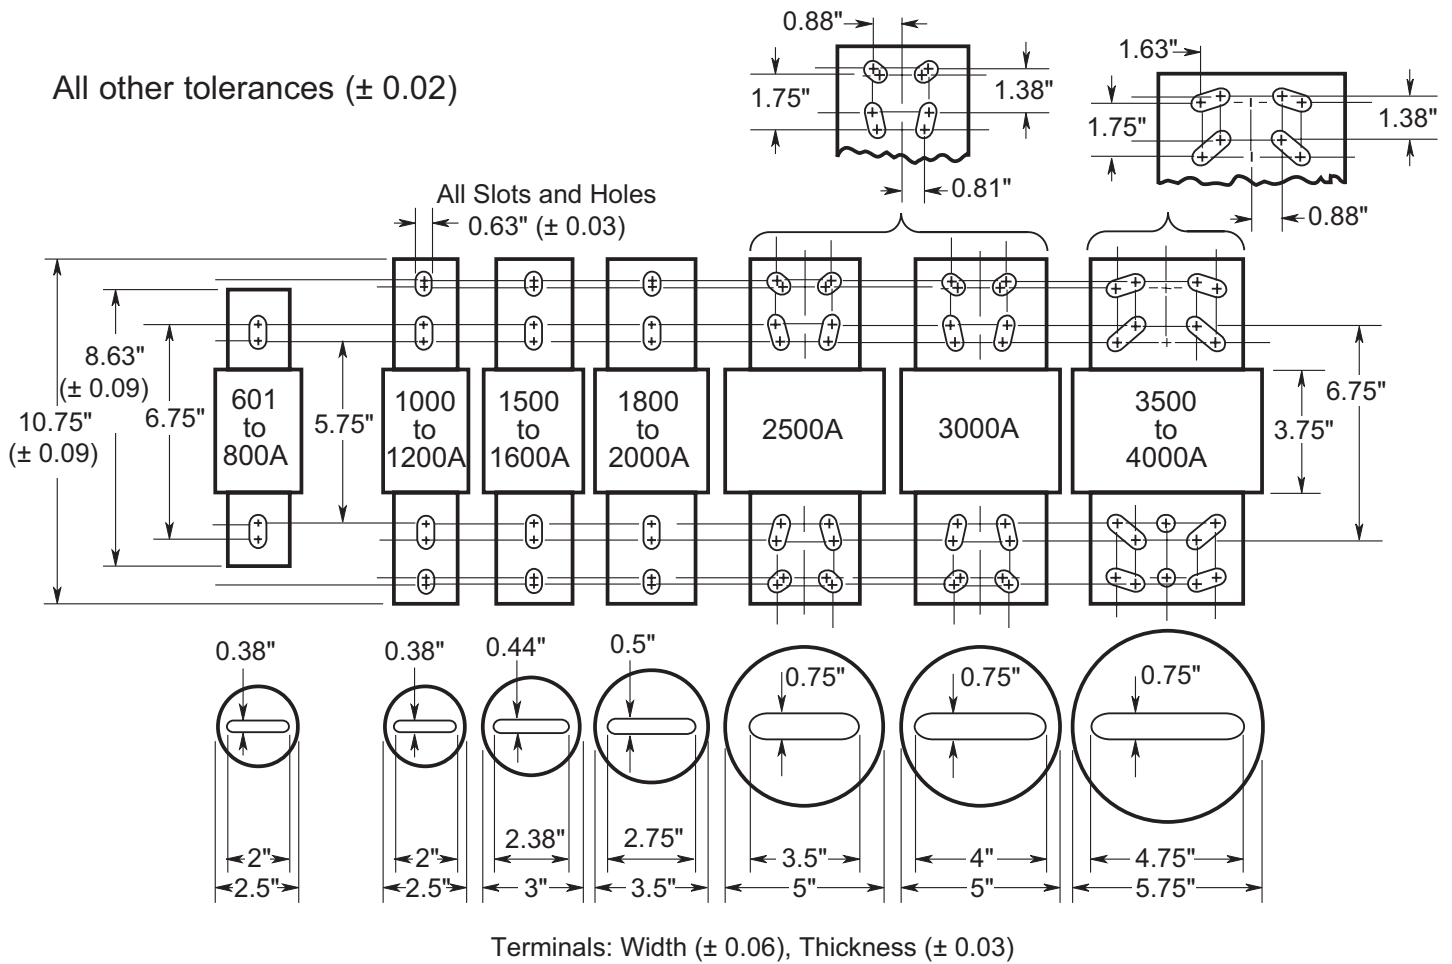 0.88"
1.63"
All other tolerances (± 0.02)
1.75"
1.38"
1.75"
1.38"
All Slots and Holes
0.63" (± 0.03)
0.81"
0.88"
8.63"
(± 0.09)
10.75"
(± 0.09)
6.75"
601
to
800A
5.75"
1000
to
1200A
1500
to
1600A
1800
to
2000A
2500A
3000A
3500
to
4000A
3.75"
6.75"
0.38"
0.38"
0.44"
0.5"
0.75"
0.75"
0.75"
2"
2"
2.38"
2.75"
3.5"
4"
4.75"
2.5"
2.5"
3"
3.5"
5"
5"
5.75"
Terminals: Width (± 0.06), Thickness (± 0.03)